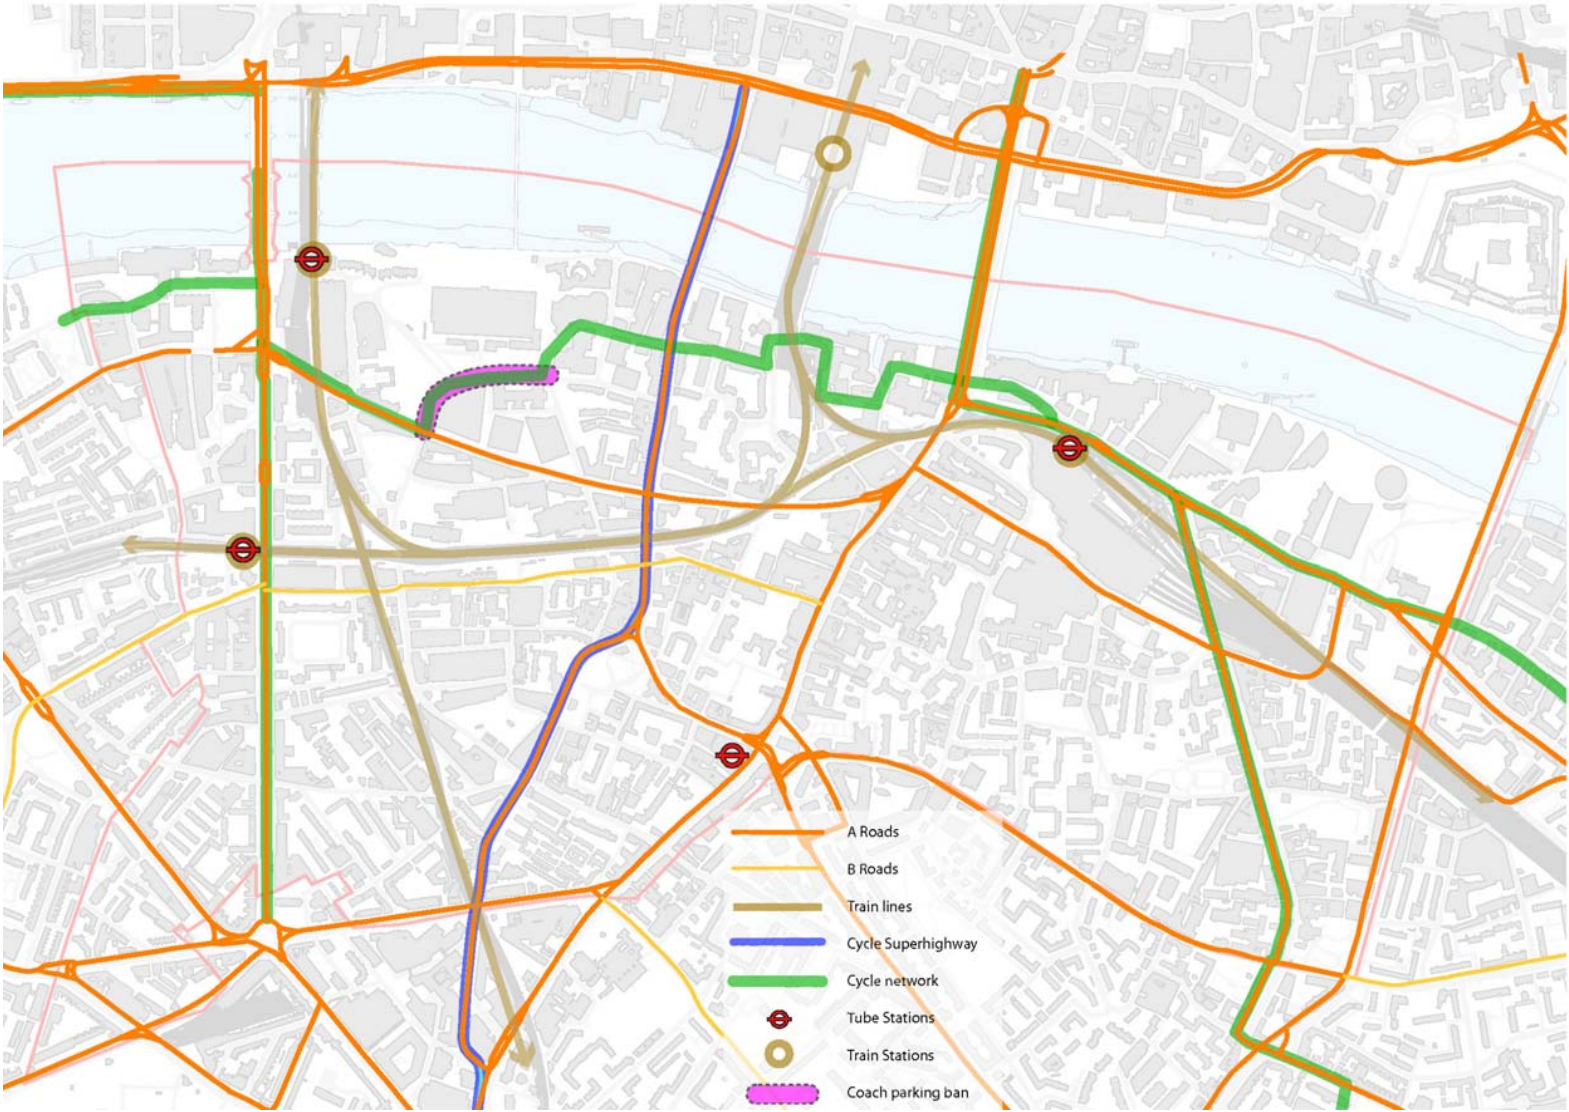 A Roads
B Roads
Train lines
Cycle Superhighway
Cycle network
Tube Stations
Train Stations
Coach parking ban